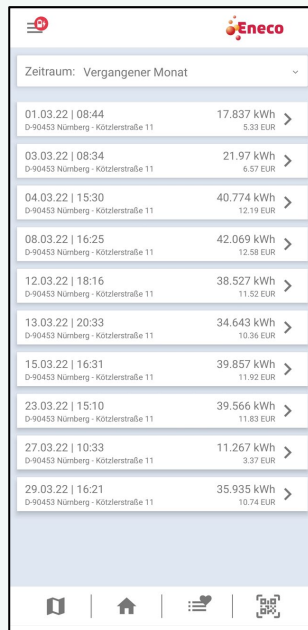 Eneco
Zeitraum: Vergangener Monat
01.03.22 | 08:44 17.837 kWh
D-90453 Nürnberg - Kötzlerstraße 11 5.33 EUR
03.03.22 | 08:34 21.97 kWh
D-90453 Nürnberg - Kötzlerstraße 11 6.57 EUR
04.03.22 | 15:30 40.774 kWh
D-90453 Nürnberg - Kötzlerstraße 11 12.19 EUR
08.03.22 | 16:25 42.069 kWh
D-90453 Nürnberg - Kötzlerstraße 11 12.58 EUR
12.03.22 | 18:16 38.527 kWh
D-90453 Nürnberg - Kötzlerstraße 11 11.52 EUR
13.03.22 | 20:33 34.643 kWh
D-90453 Nürnberg - Kötzlerstraße 11 10.36 EUR
15.03.22 | 16:31 39.857 kWh
D-90453 Nürnberg - Kötzlerstraße 11 11.92 EUR
23.03.22 | 15:10 39.566 kWh
D-90453 Nürnberg - Kötzlerstraße 11 11.83 EUR
27.03.22 | 10:33 11.267 kWh
D-90453 Nürnberg - Kötzlerstraße 11 3.37 EUR
29.03.22 | 16:21 35.935 kWh
D-90453 Nürnberg - Kötzlerstraße 11 10.74 EUR